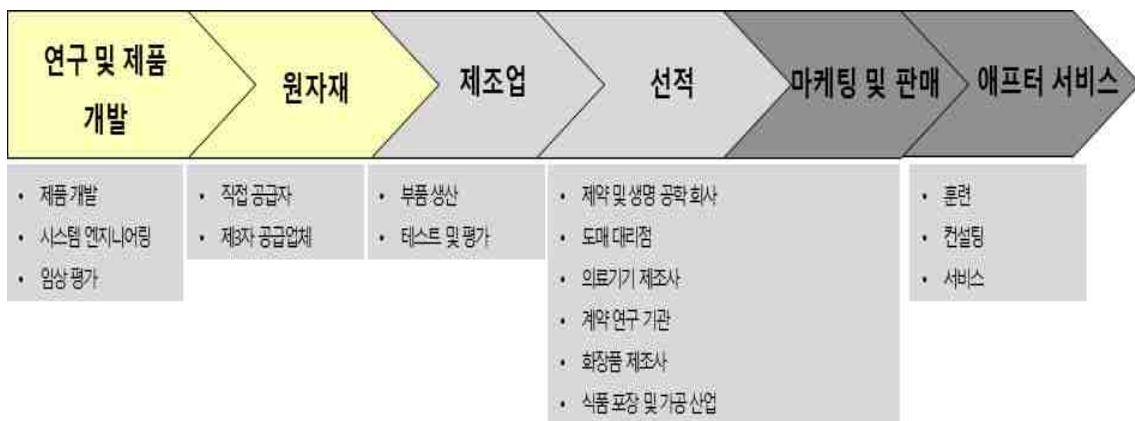 연구 및 제품
개발
원자재
제조업
선적
마케팅 및 판매
애프터 서비스
• 제품 개발
• 시스템 엔지니어링
• 임상 평가
• 직접 공급자
• 제3자 공급업체
• 부품 생산
• 테스트 및 평가
• 제약 및 생명 공학 회사
• 도매 대리점
• 의료기기 제조사
• 계약 연구 기관
• 화장품 제조사
• 식품 포장 및 가공 산업
• 훈련
• 컨설팅
• 서비스